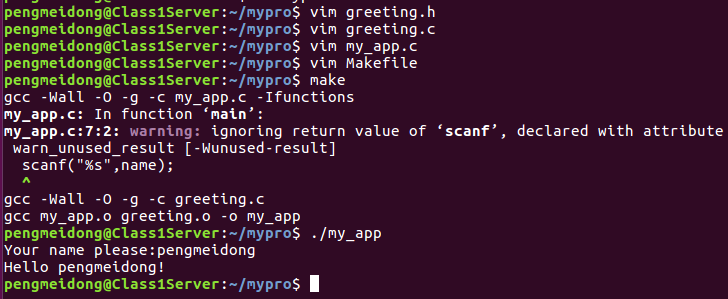 pengmeidong@Class1Server:~/mypro$ vim greeting.h
pengmeidong@Class1Server:~/mypro$ vim greeting.c
pengmeidong@Class1Server:~/mypro$ vim my_app.c
pengmeidong@Class1Server:~/mypro$ vim Makefile
pengmeidong@Class1Server:~/mypro$ make
gcc -Wall -O -g -c my_app.c -Ifunctions
my_app.c: In function ‘main’:
my_app.c:7:2: warning: ignoring return value of ‘scanf’, declared with attribute
 warn_unused_result [-Wunused-result]
  scanf("%s",name);
  ^
gcc -Wall -O -g -c greeting.c
gcc my_app.o greeting.o -o my_app
pengmeidong@Class1Server:~/mypro$ ./my_app
Your name please:pengmeidong
Hello pengmeidong!
pengmeidong@Class1Server:~/mypro$